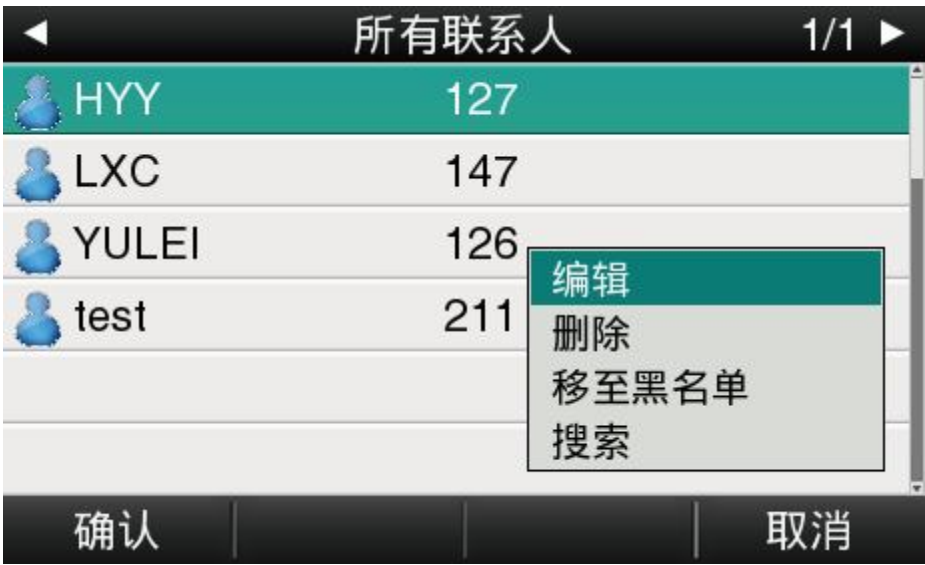 ◀ 所有联系人 1/1 ▶
HYY 127
LXC 147
YULEI 126
test 211
编辑
删除
移至黑名单
搜索
确认 取消